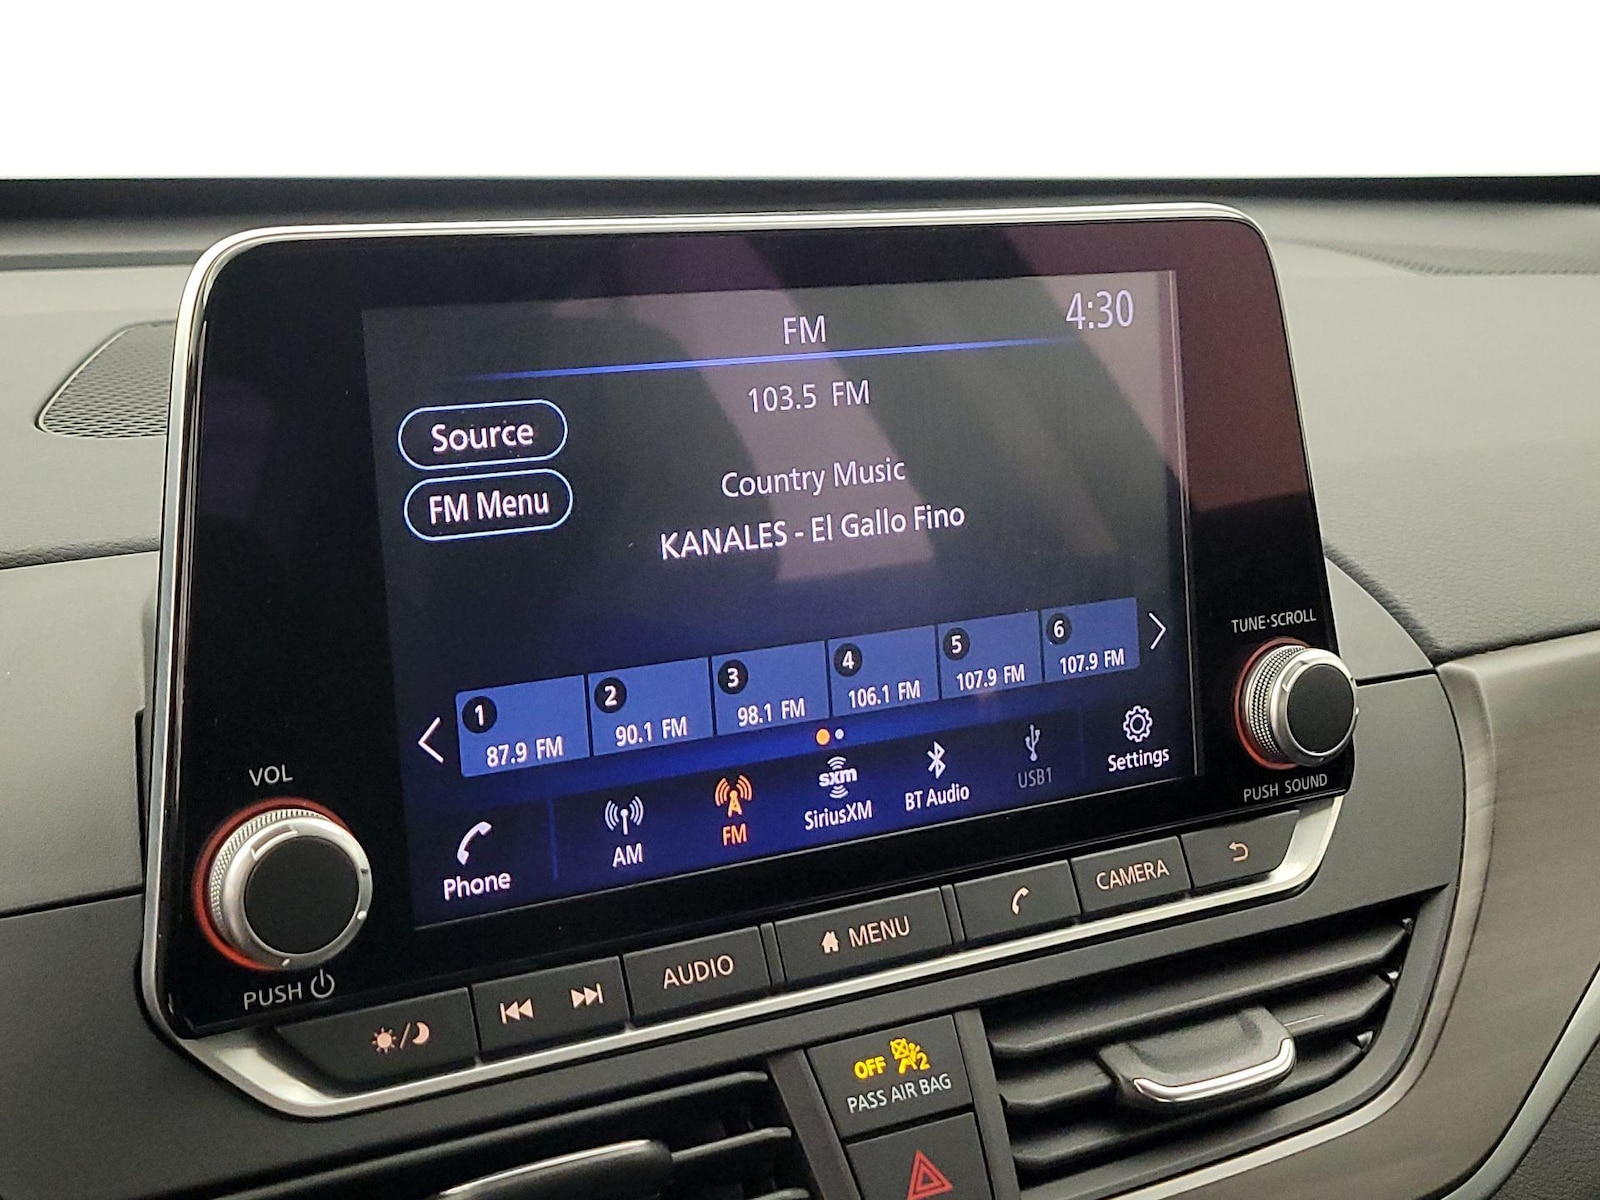 FM
4:30
103.5 FM
Source
Country Music
FM Menu
KANALES - El Gallo Fino
1
87.9 FM
2
90.1 FM
3
98.1 FM
4
106.1 FM
5
107.9 FM
6
107.9 FM
Phone
AM
FM
sxm
SiriusXM
BT Audio
USB1
Settings
VOL
PUSH
TUNE·SCROLL
PUSH SOUND
AUDIO
MENU
CAMERA
OFF 2
PASS AIR BAG